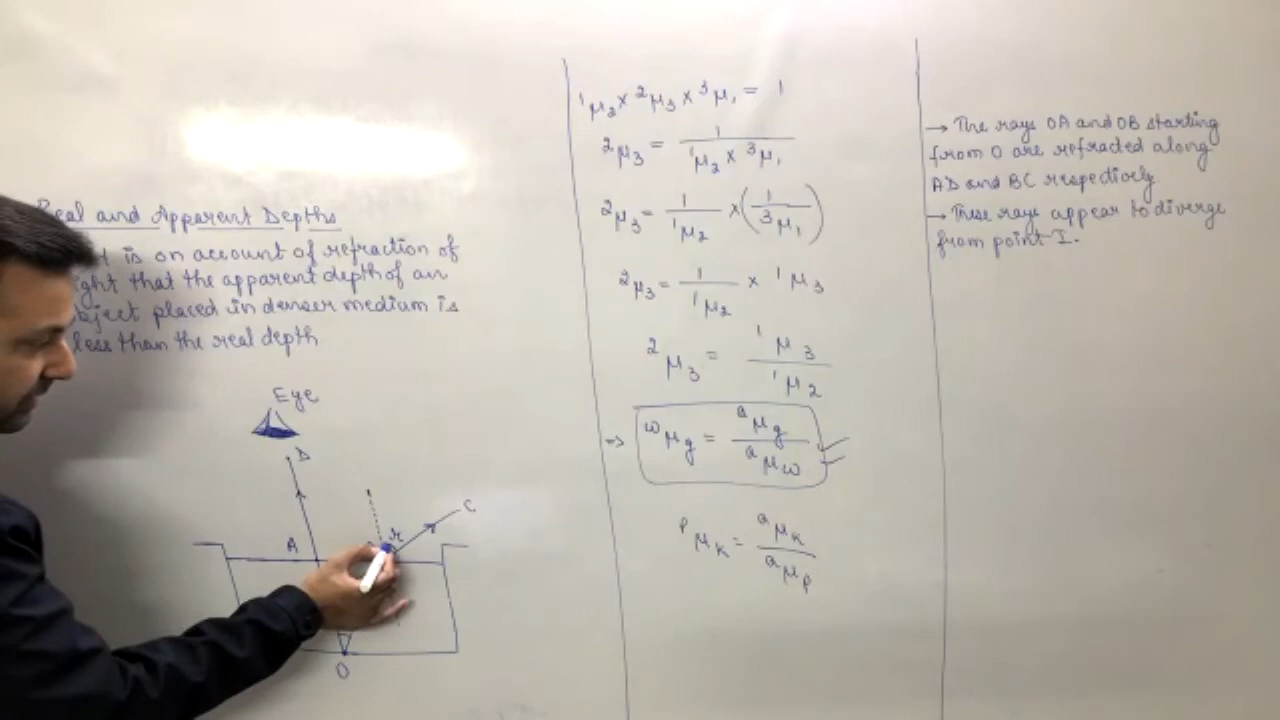 Real and Apparent Depths
It is on account of refraction of
light that the apparent depth of an
object placed in denser medium is
less than the real depth
Eye
D
C
r
A
O
¹μ₂ × ²μ₃ × ³μ₁ = 1
²μ₃ = 1 / (¹μ₂ × ³μ₁)
²μ₃ = 1/¹μ₂ × (1/³μ₁)
²μ₃ = 1/¹μ₂ × ¹μ₃
²μ₃ = ¹μ₃ / ¹μ₂
⇒ ʷμg = ᵃμg / ᵃμω
ᴾμₖ = ᵃμₖ / ᵃμₚ
→ The rays OA and OB starting
from O are refracted along
AD and BC respectively
→ These rays appear to diverge
from point I.